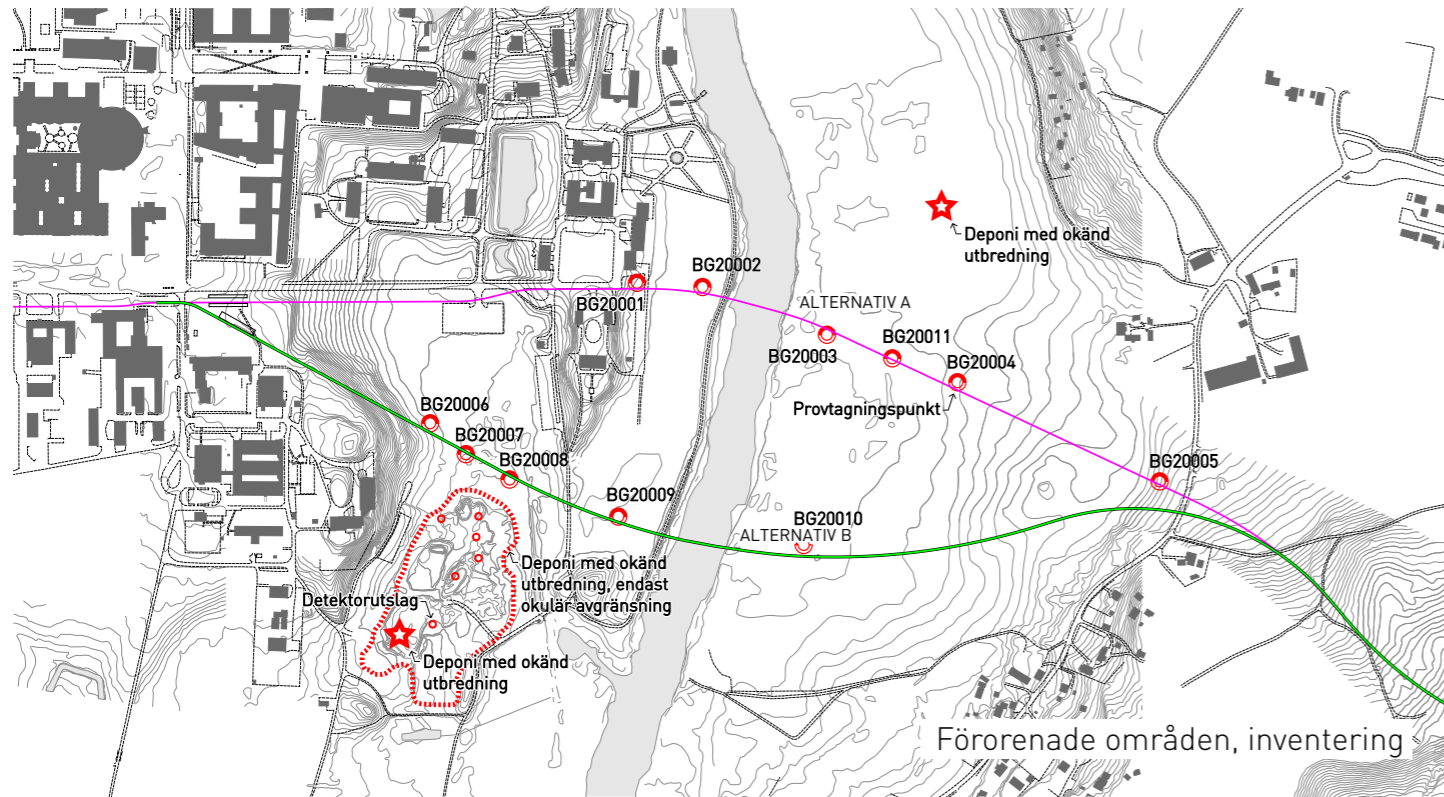 Deponi med okänd
utbredning
BG20002
BG20001
ALTERNATIV A
BG20003
BG20011
BG20004
Provtagningspunkt
BG20006
BG20007
BG20008
BG20005
BG20009
BG20010
ALTERNATIV B
Deponi med okänd
utbredning, endast
okulär avgränsning
Detektorutslag
Deponi med okänd
utbredning
Förorenade områden, inventering